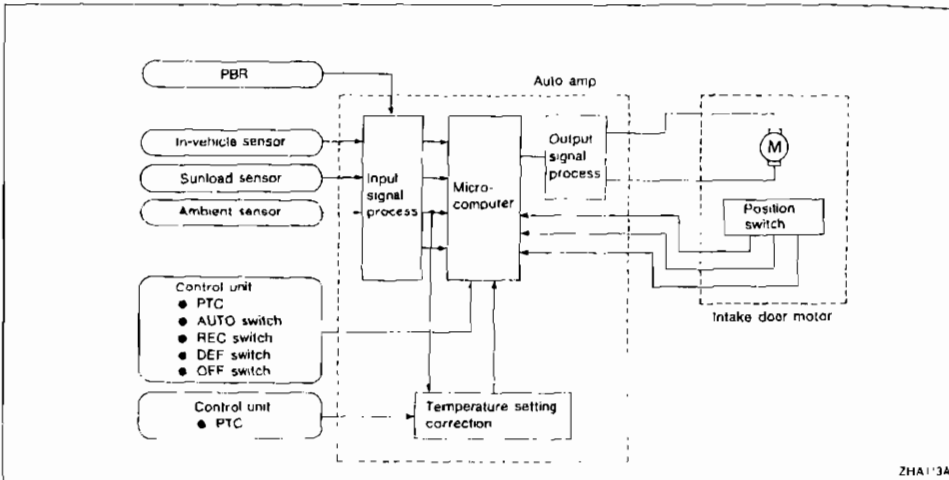 PBR
Auto amp
In-vehicle sensor
Sunload sensor
Ambient sensor
Input
signal
process
Micro-
computer
Output
signal
process
M
Position
switch
Intake door motor
Control unit
● PTC
● AUTO switch
● REC switch
● DEF switch
● OFF switch
Control unit
● PTC
Temperature setting
correction